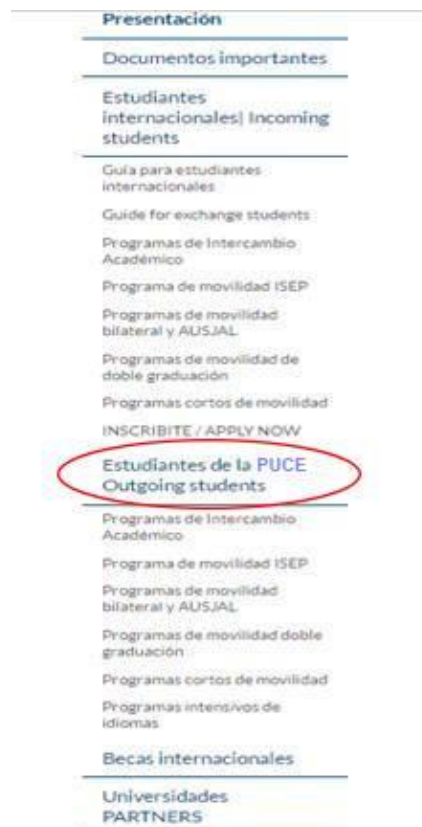 Presentación
Documentos importantes
Estudiantes
internacionales| Incoming
students
Guía para estudiantes
internacionales
Guide for exchange students
Programas de Intercambio
Académico
Programa de movilidad ISEP
Programas de movilidad
bilateral y AUSJAL
Programas de movilidad de
doble graduación
Programas cortos de movilidad
INSCRIBITE / APPLY NOW
Estudiantes de la PUCE
Outgoing students
Programas de Intercambio
Académico
Programa de movilidad ISEP
Programas de movilidad
bilateral y AUSJAL
Programas de movilidad doble
graduación
Programas cortos de movilidad
Programas intensivos de
idiomas
Becas internacionales
Universidades
PARTNERS